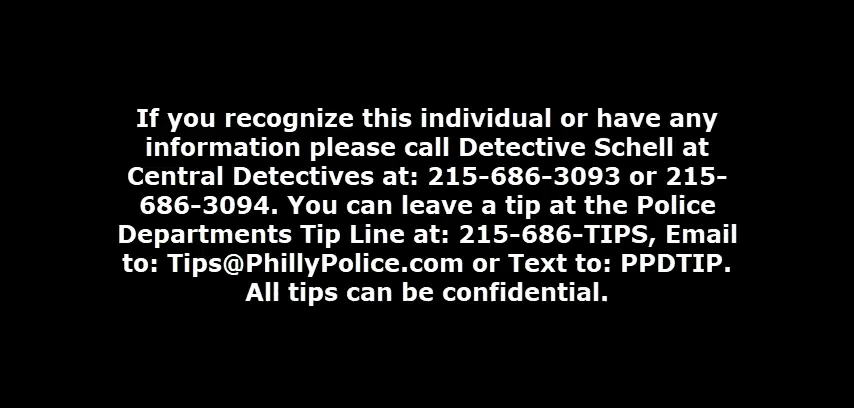 If you recognize this individual or have any
information please call Detective Schell at
Central Detectives at: 215-686-3093 or 215-
686-3094. You can leave a tip at the Police
Departments Tip Line at: 215-686-TIPS, Email
to: Tips@PhillyPolice.com or Text to: PPDTIP.
All tips can be confidential.